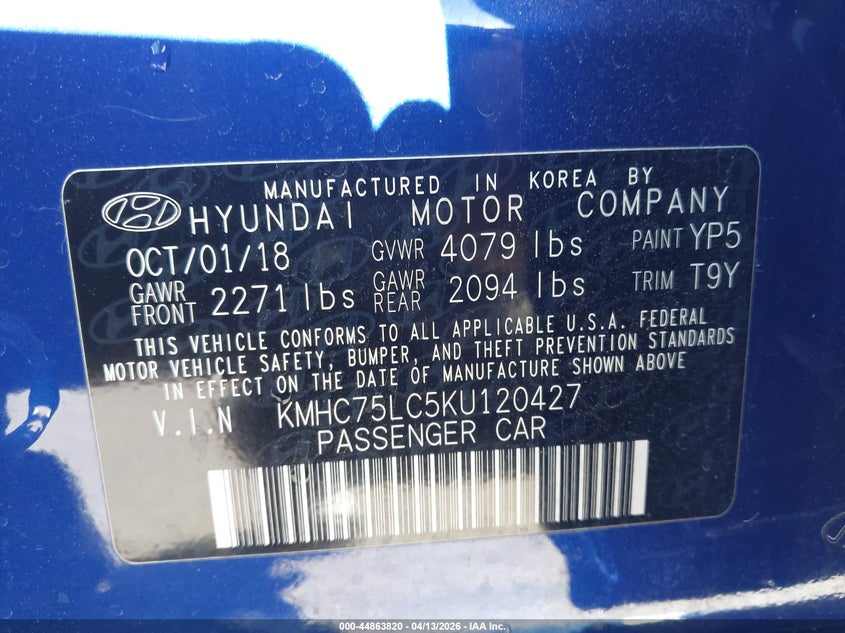 MANUFACTURED IN KOREA BY
HYUNDAI MOTOR COMPANY
OCT/01/18 GVWR 4079 lbs PAINT YP5
GAWR FRONT 2271 lbs GAWR REAR 2094 lbs TRIM T9Y
THIS VEHICLE CONFORMS TO ALL APPLICABLE U.S.A. FEDERAL
MOTOR VEHICLE SAFETY, BUMPER, AND THEFT PREVENTION STANDARDS
IN EFFECT ON THE DATE OF MANUFACTURE SHOWN ABOVE
V.I.N KMHC75LC5KU120427
PASSENGER CAR
000-44863820 | 04/13/2026 - IAA Inc.